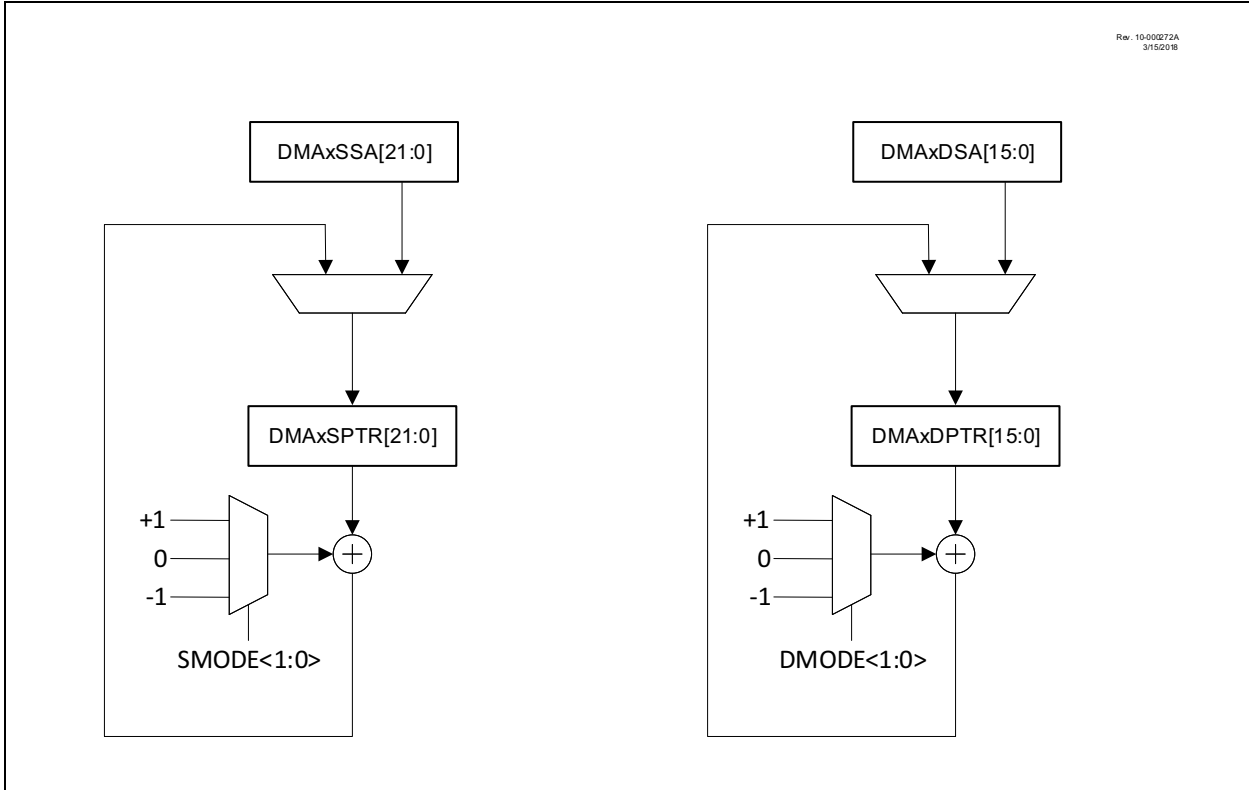 Rev. 10-000272A
3/15/2018
DMAxSSA[21:0]
DMAxSPTR[21:0]
+1
0
-1
SMODE<1:0>
DMAxDSA[15:0]
DMAxDPTR[15:0]
+1
0
-1
DMODE<1:0>